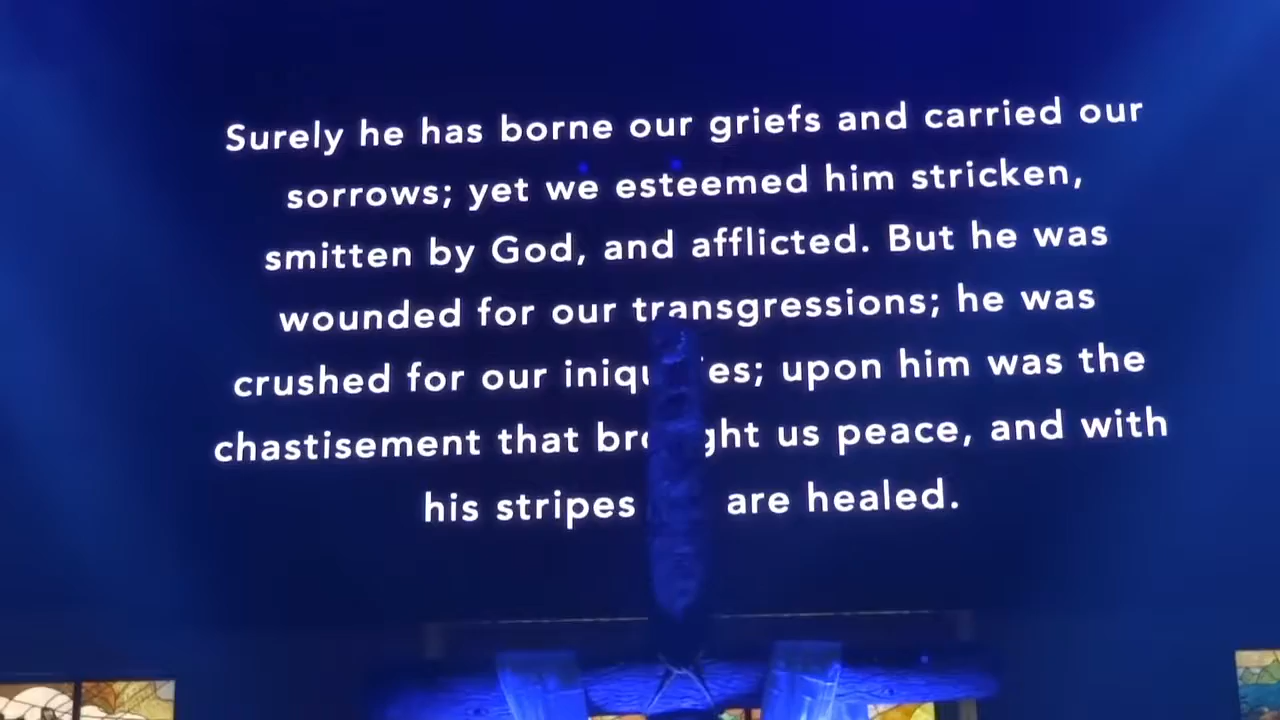 Surely he has borne our griefs and carried our
sorrows; yet we esteemed him stricken,
smitten by God, and afflicted. But he was
wounded for our transgressions; he was
crushed for our iniquities; upon him was the
chastisement that brought us peace, and with
his stripes are healed.